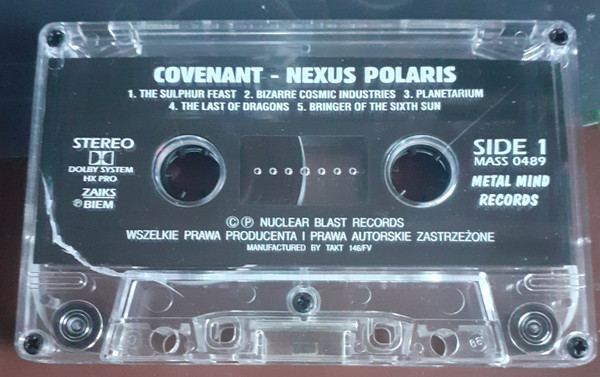 COVENANT - NEXUS POLARIS
1. THE SULPHUR FEAST 2. BIZARRE COSMIC INDUSTRIES 3. PLANETARIUM
4. THE LAST OF DRAGONS 5. BRINGER OF THE SIXTH SUN
STEREO
DOLBY SYSTEM
HX PRO
ZAIKS
℗ BIEM
SIDE 1
MASS 0489
METAL MIND
RECORDS
© ℗ NUCLEAR BLAST RECORDS
WSZELKIE PRAWA PRODUCENTA I PRAWA AUTORSKIE ZASTRZEŻONE
MANUFACTURED BY TAKT 146/FV